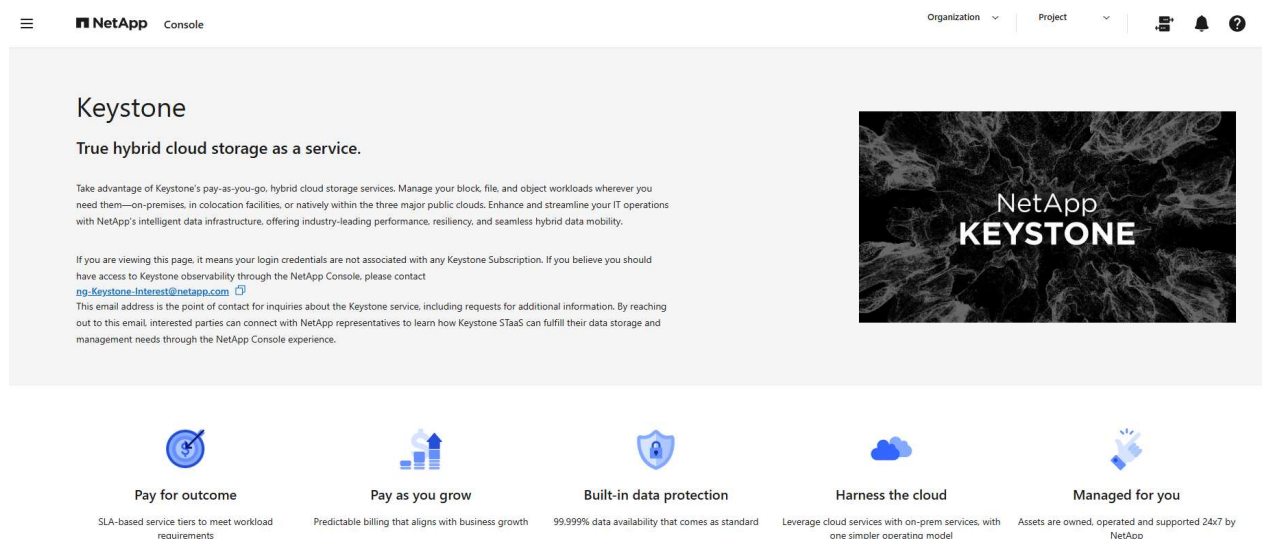 NetApp Console
Organization
Project
Keystone
True hybrid cloud storage as a service.
Take advantage of Keystone's pay-as-you-go, hybrid cloud storage services. Manage your block, file, and object workloads wherever you
need them—on-premises, in colocation facilities, or natively within the three major public clouds. Enhance and streamline your IT operations
with NetApp's intelligent data infrastructure, offering industry-leading performance, resiliency, and seamless hybrid data mobility.
If you are viewing this page, it means your login credentials are not associated with any Keystone Subscription. If you believe you should
have access to Keystone observability through the NetApp Console, please contact
ng-Keystone-Interest@netapp.com
This email address is the point of contact for inquiries about the Keystone service, including requests for additional information. By reaching
out to this email, interested parties can connect with NetApp representatives to learn how Keystone STaaS can fulfill their data storage and
management needs through the NetApp Console experience.
NetApp
KEYSTONE
Pay for outcome
SLA-based service tiers to meet workload
requirements
Pay as you grow
Predictable billing that aligns with business growth
Built-in data protection
99.999% data availability that comes as standard
Harness the cloud
Leverage cloud services with on-prem services, with
one simpler operating model
Managed for you
Assets are owned, operated and supported 24x7 by
NetApp